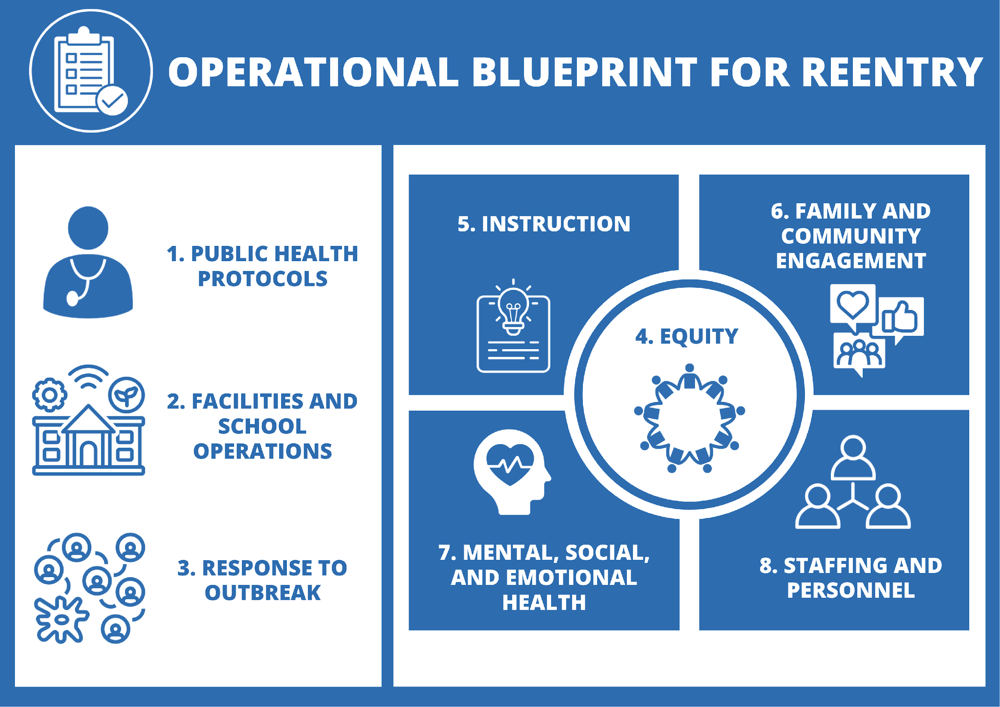 OPERATIONAL BLUEPRINT FOR REENTRY
1. PUBLIC HEALTH
PROTOCOLS
2. FACILITIES AND
SCHOOL
OPERATIONS
3. RESPONSE TO
OUTBREAK
4. EQUITY
5. INSTRUCTION
6. FAMILY AND
COMMUNITY
ENGAGEMENT
7. MENTAL, SOCIAL,
AND EMOTIONAL
HEALTH
8. STAFFING AND
PERSONNEL